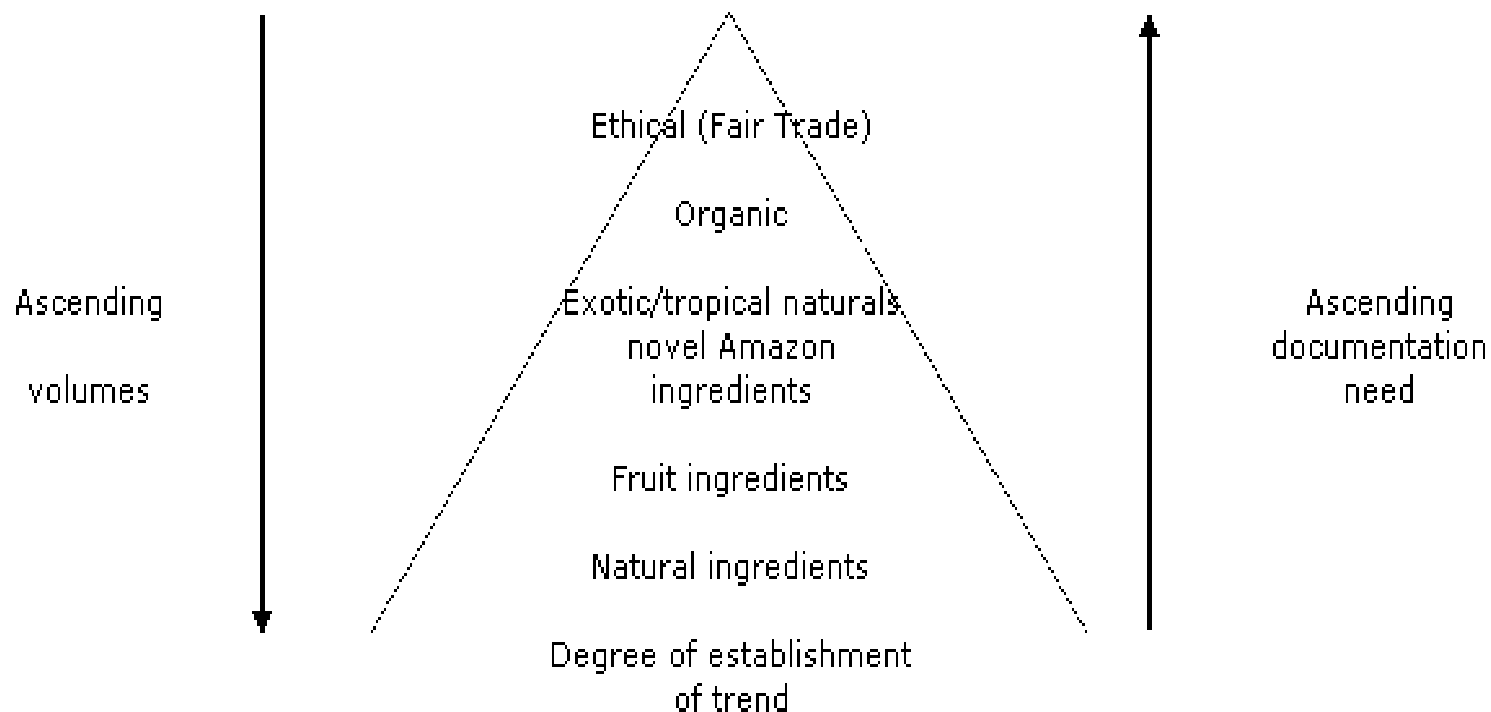 Ethical (Fair Trade)
Organic
Exotic/tropical naturals
novel Amazon
ingredients
Fruit ingredients
Natural ingredients
Degree of establishment
of trend
Ascending
volumes
Ascending
documentation
need